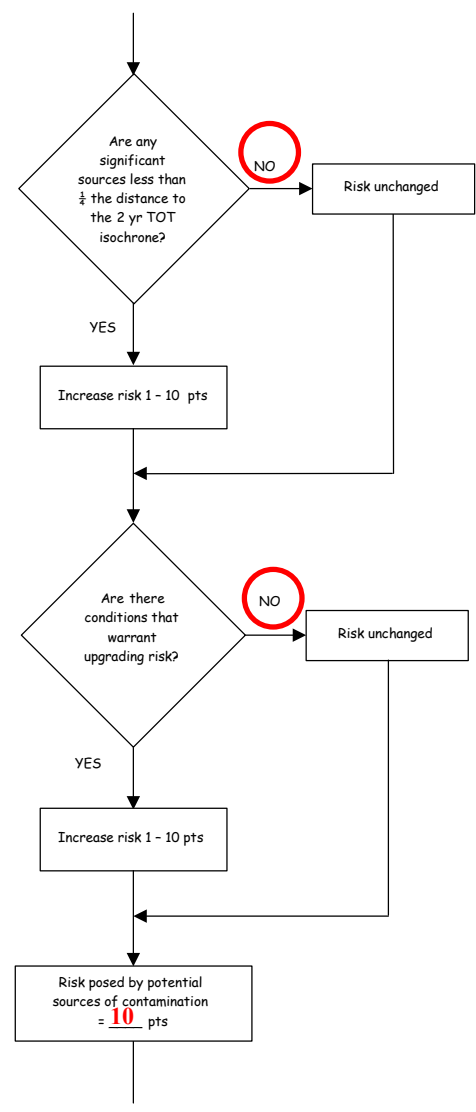 Are any
significant
sources less than
¼ the distance to
the 2 yr TOT
isochrone?
NO
Risk unchanged
YES
Increase risk 1 – 10 pts
Are there
conditions that
warrant
upgrading risk?
NO
Risk unchanged
YES
Increase risk 1 – 10 pts
Risk posed by potential
sources of contamination
= 10 pts